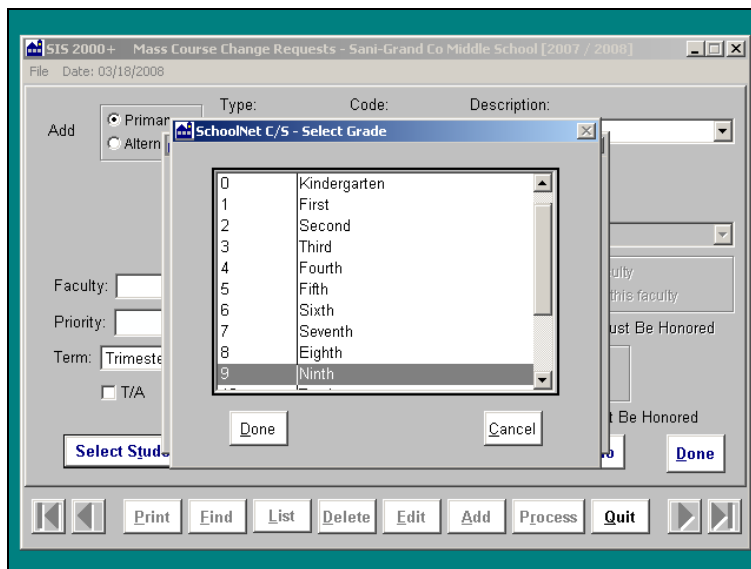 SIS 2000+ Mass Course Change Requests - Sani-Grand Co Middle School [2007 / 2008]
File Date: 03/18/2008
Type: Code: Description:
Add
Primar
Altern
SchoolNet C/S - Select Grade
0 Kindergarten
1 First
2 Second
3 Third
4 Fourth
5 Fifth
6 Sixth
7 Seventh
8 Eighth
9 Ninth
Faculty:
ulty
this faculty
Priority:
ust Be Honored
Term: Trimeste
T/A
Done Cancel
t Be Honored
Select Stud
Done
Print Find List Delete Edit Add Process Quit